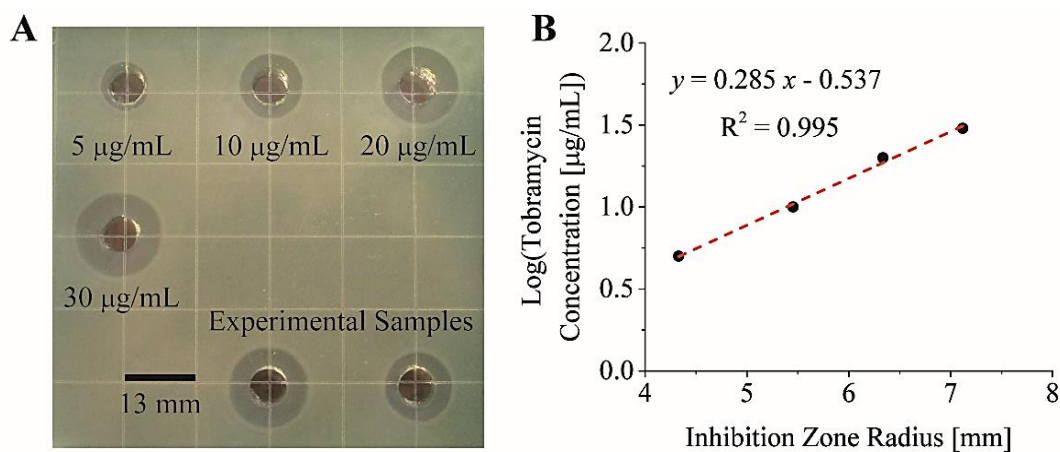 A
5 μg/mL
10 μg/mL
20 μg/mL
30 μg/mL
Experimental Samples
13 mm
B
Log(Tobramycin
Concentration [μg/mL])
2.0
1.5
1.0
0.5
0.0
y = 0.285 x - 0.537
R² = 0.995
4
5
6
7
8
Inhibition Zone Radius [mm]